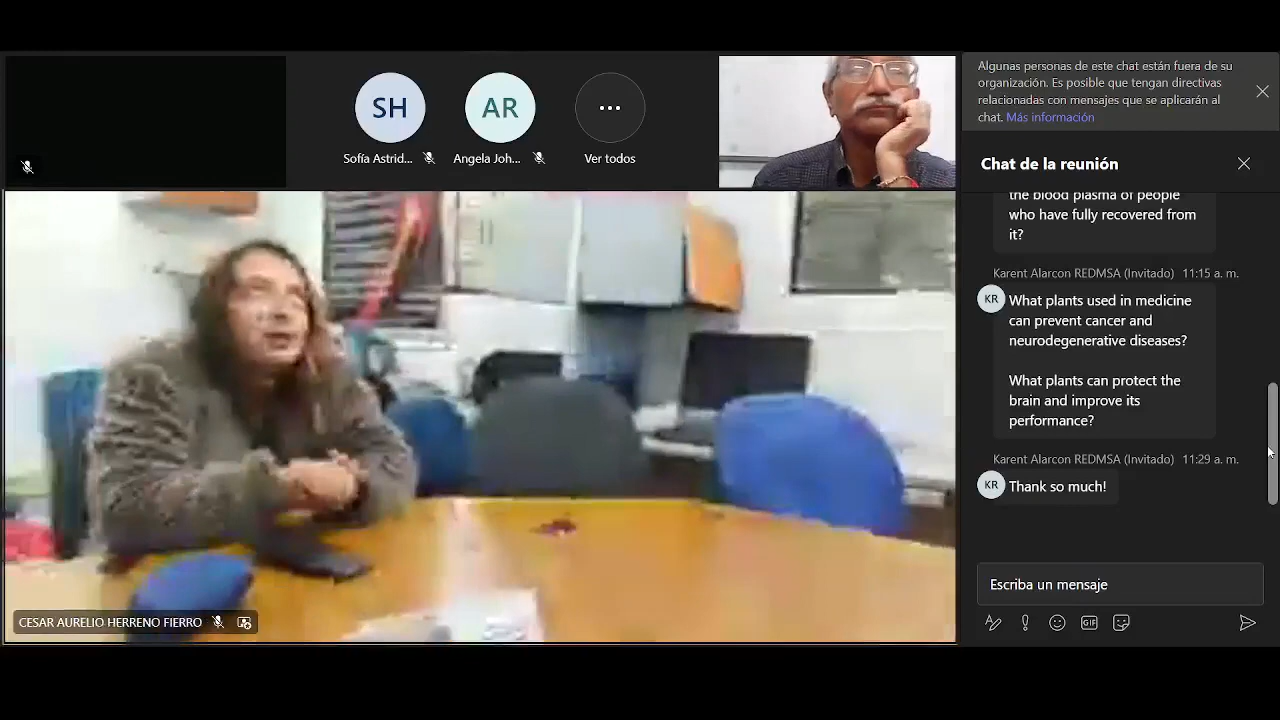 SH
AR
Sofía Astrid...
Angela Joh...
Ver todos
CESAR AURELIO HERRENO FIERRO
Algunas personas de este chat están fuera de su
organización. Es posible que tengan directivas
relacionadas con mensajes que se aplicarán al
chat. Más información
Chat de la reunión
the blood plasma of people
who have fully recovered from
it?
Karent Alarcon REDMSA (Invitado) 11:15 a. m.
KR
What plants used in medicine
can prevent cancer and
neurodegenerative diseases?
What plants can protect the
brain and improve its
performance?
Karent Alarcon REDMSA (Invitado) 11:29 a. m.
KR
Thank so much!
Escriba un mensaje
GIF